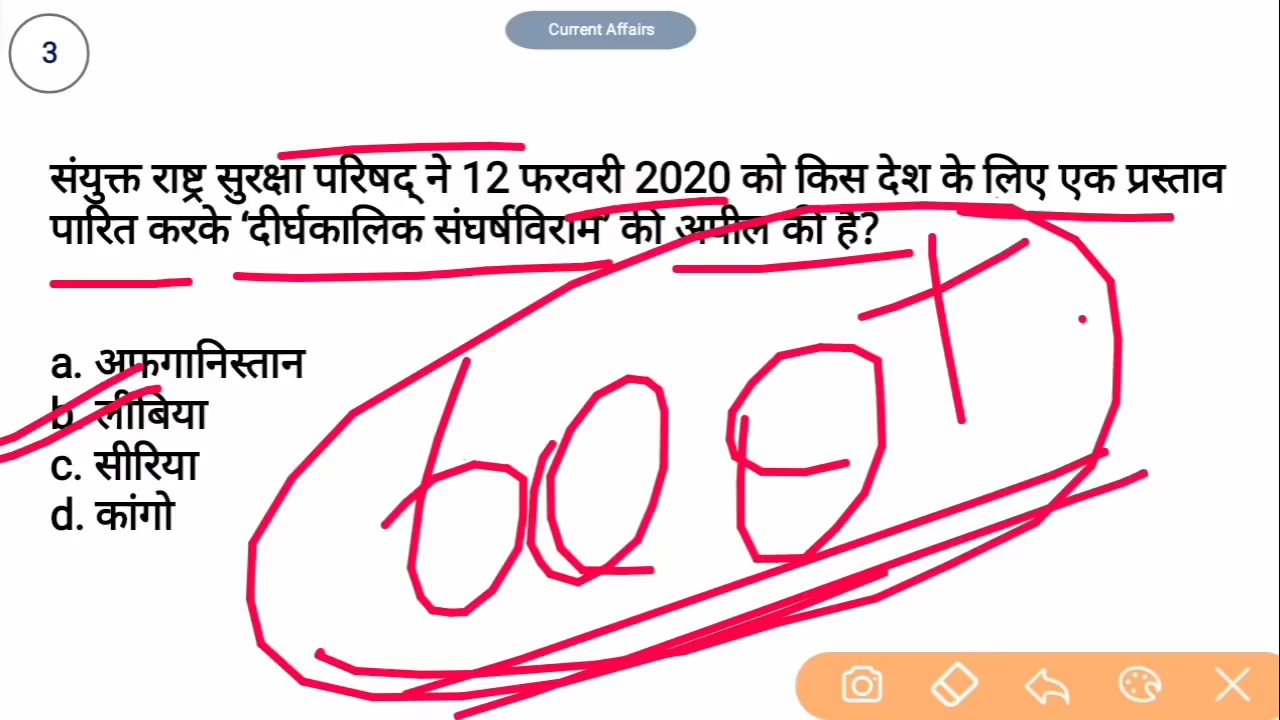 Current Affairs
3
संयुक्त राष्ट्र सुरक्षा परिषद् ने 12 फरवरी 2020 को किस देश के लिए एक प्रस्ताव
पारित करके ‘दीर्घकालिक संघर्षविराम’ की अपील की है?
a. अफगानिस्तान
b. लीबिया
c. सीरिया
d. कांगो